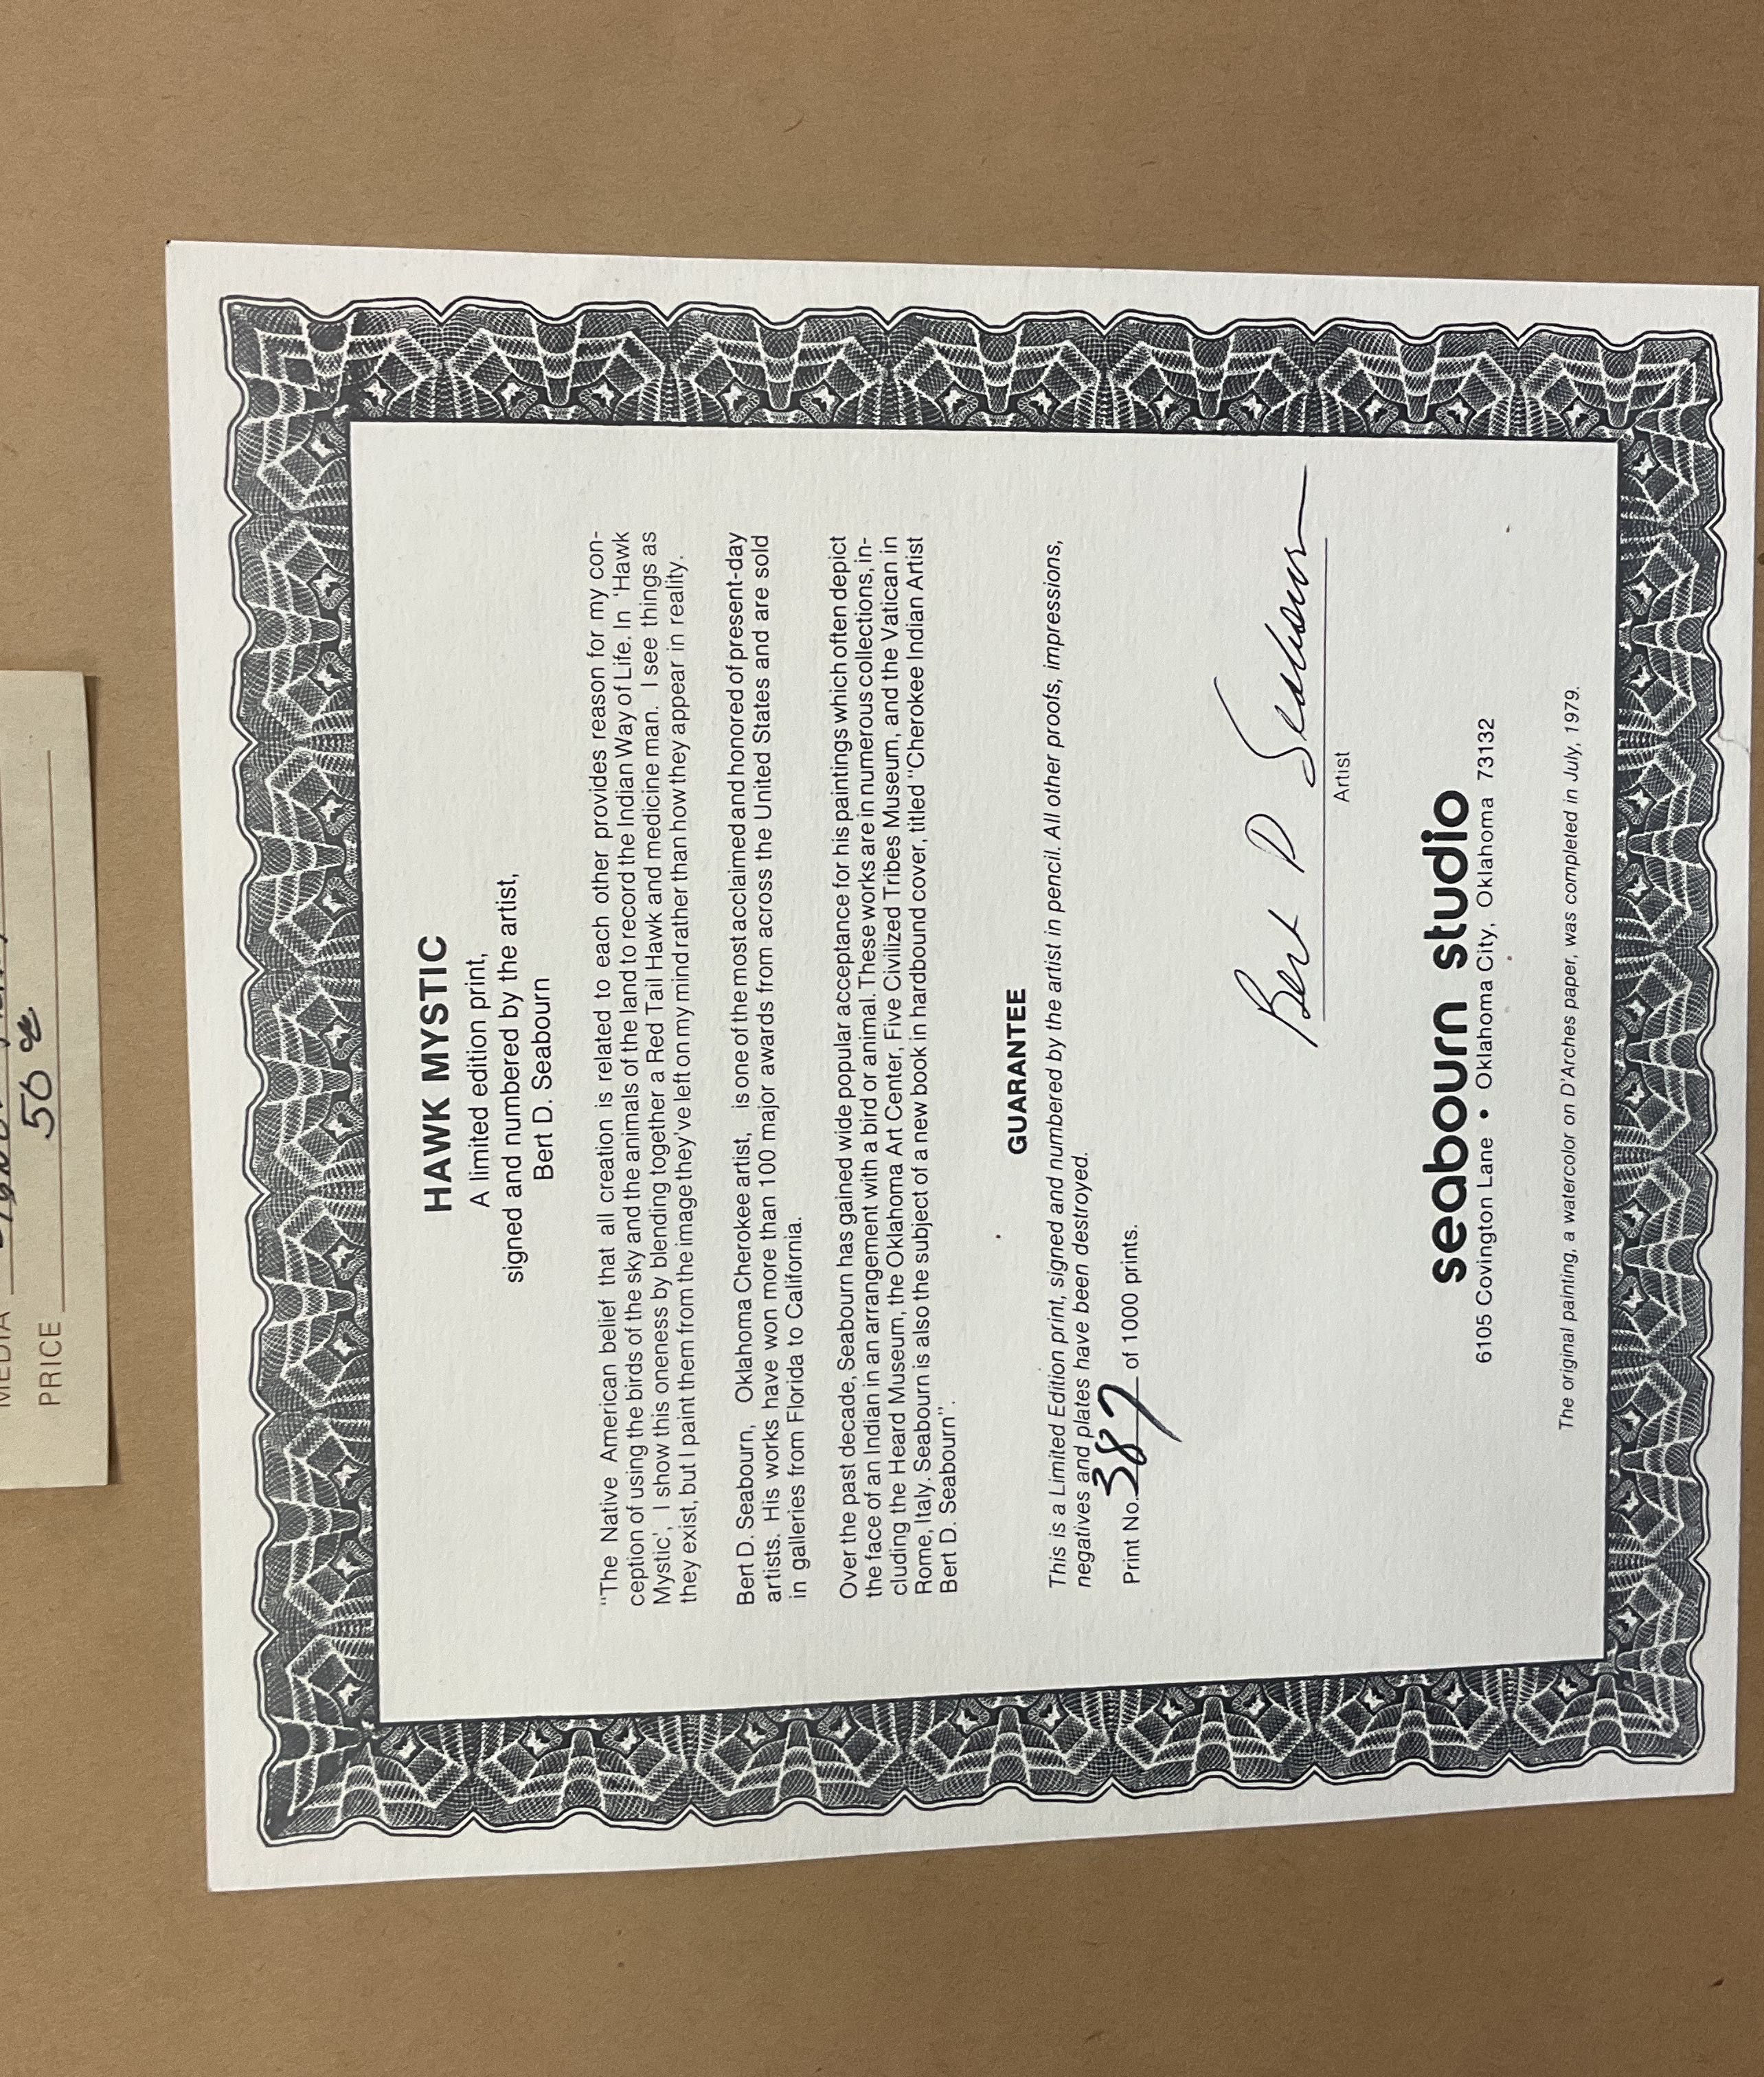 MEDIA
PRICE 50
HAWK MYSTIC
A limited edition print,
signed and numbered by the artist,
Bert D. Seabourn
"The Native American belief that all creation is related to each other provides reason for my con-
ception of using the birds of the sky and the animals of the land to record the Indian Way of Life. In 'Hawk
Mystic', I show this oneness by blending together a Red Tail Hawk and medicine man. I see things as
they exist, but I paint them from the image they've left on my mind rather than how they appear in reality.
Bert D. Seabourn, Oklahoma Cherokee artist, is one of the most acclaimed and honored of present-day
artists. His works have won more than 100 major awards from across the United States and are sold
in galleries from Florida to California.
Over the past decade, Seabourn has gained wide popular acceptance for his paintings which often depict
the face of an Indian in an arrangement with a bird or animal. These works are in numerous collections, in-
cluding the Heard Museum, the Oklahoma Art Center, Five Civilized Tribes Museum, and the Vatican in
Rome, Italy. Seabourn is also the subject of a new book in hardbound cover, titled "Cherokee Indian Artist
Bert D. Seabourn".
GUARANTEE
This is a Limited Edition print, signed and numbered by the artist in pencil. All other proofs, impressions,
negatives and plates have been destroyed.
Print No. 387 of 1000 prints.
Bert D Seabourn
Artist
seabourn studio
6105 Covington Lane • Oklahoma City, Oklahoma 73132
The original painting, a watercolor on D'Arches paper, was completed in July, 1979.